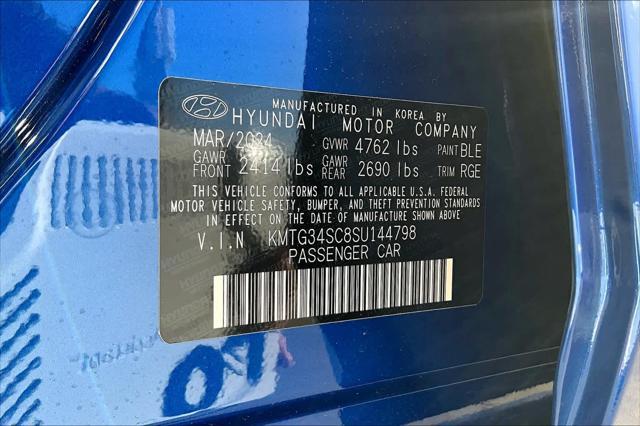 MANUFACTURED IN KOREA BY
HYUNDAI MOTOR COMPANY
MAR/2024 GVWR 4762 lbs PAINT BLE
GAWR FRONT 2414 lbs GAWR REAR 2690 lbs TRIM RGE
THIS VEHICLE CONFORMS TO ALL APPLICABLE U.S.A. FEDERAL
MOTOR VEHICLE SAFETY, BUMPER, AND THEFT PREVENTION STANDARDS
IN EFFECT ON THE DATE OF MANUFACTURE SHOWN ABOVE
V.I.N KMTG34SC8SU144798
PASSENGER CAR